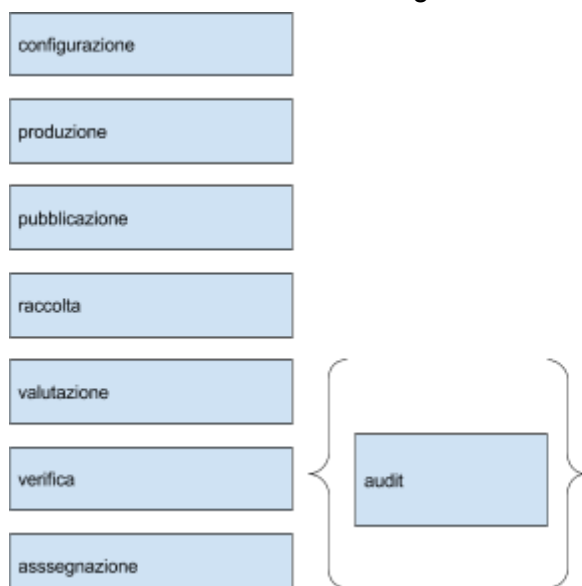 configurazione
produzione
pubblicazione
raccolta
valutazione
verifica
audit
asssegnazione